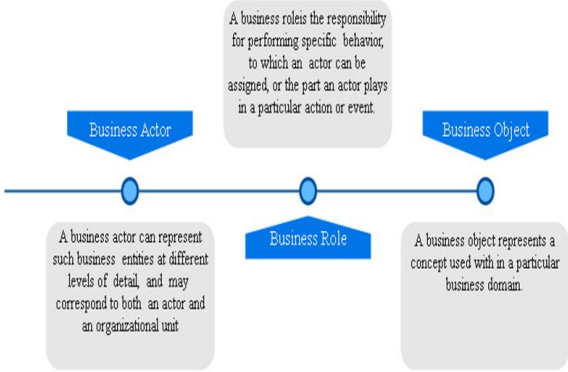 A business roleis the responsibility
for performing specific behavior,
to which an actor can be
assigned, or the part an actor plays
in a particular action or event.
Business Actor
Business Object
Business Role
A business actor can represent
such business entities at different
levels of detail, and may
correspond to both an actor and
an organizational unit
A business object represents a
concept used with in a particular
business domain.